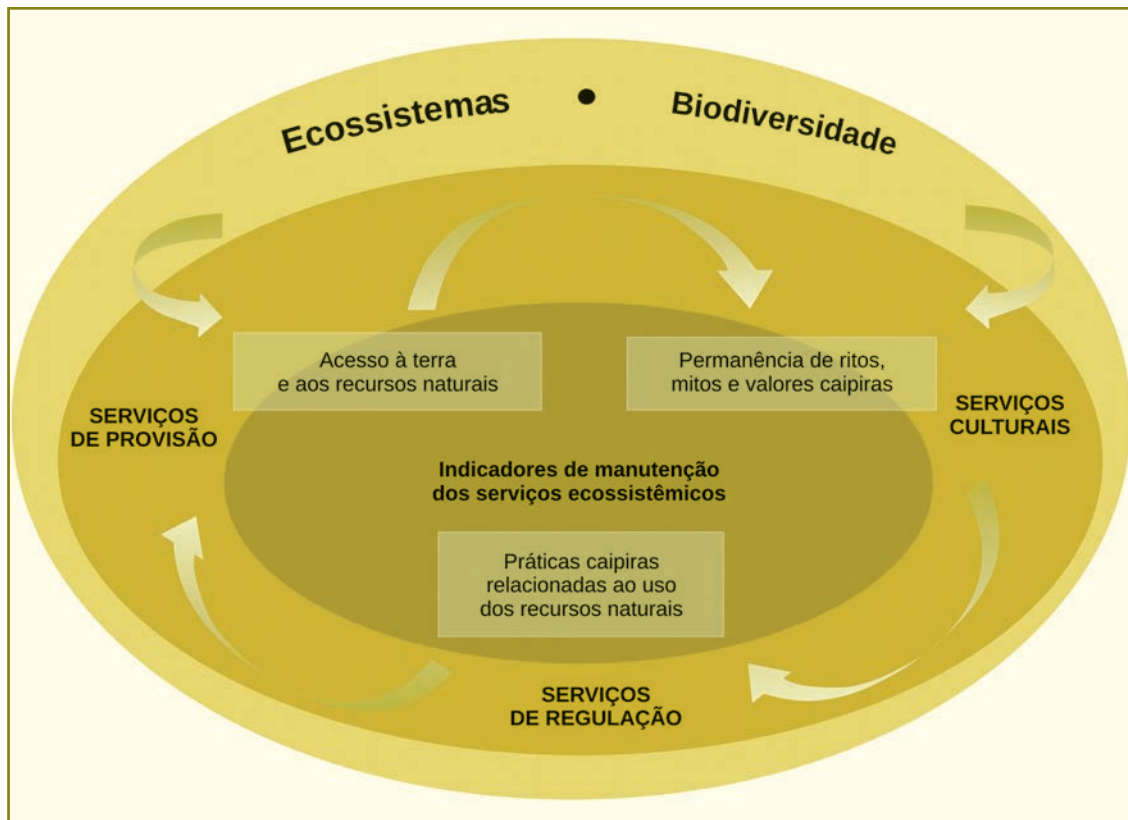 Ecossistemas • Biodiversidade
Acesso à terra
e aos recursos naturais
Permanência de ritos,
mitos e valores caipiras
SERVIÇOS
DE PROVISÃO
SERVIÇOS
CULTURAIS
Indicadores de manutenção
dos serviços ecossistêmicos
Práticas caipiras
relacionadas ao uso
dos recursos naturais
SERVIÇOS
DE REGULAÇÃO